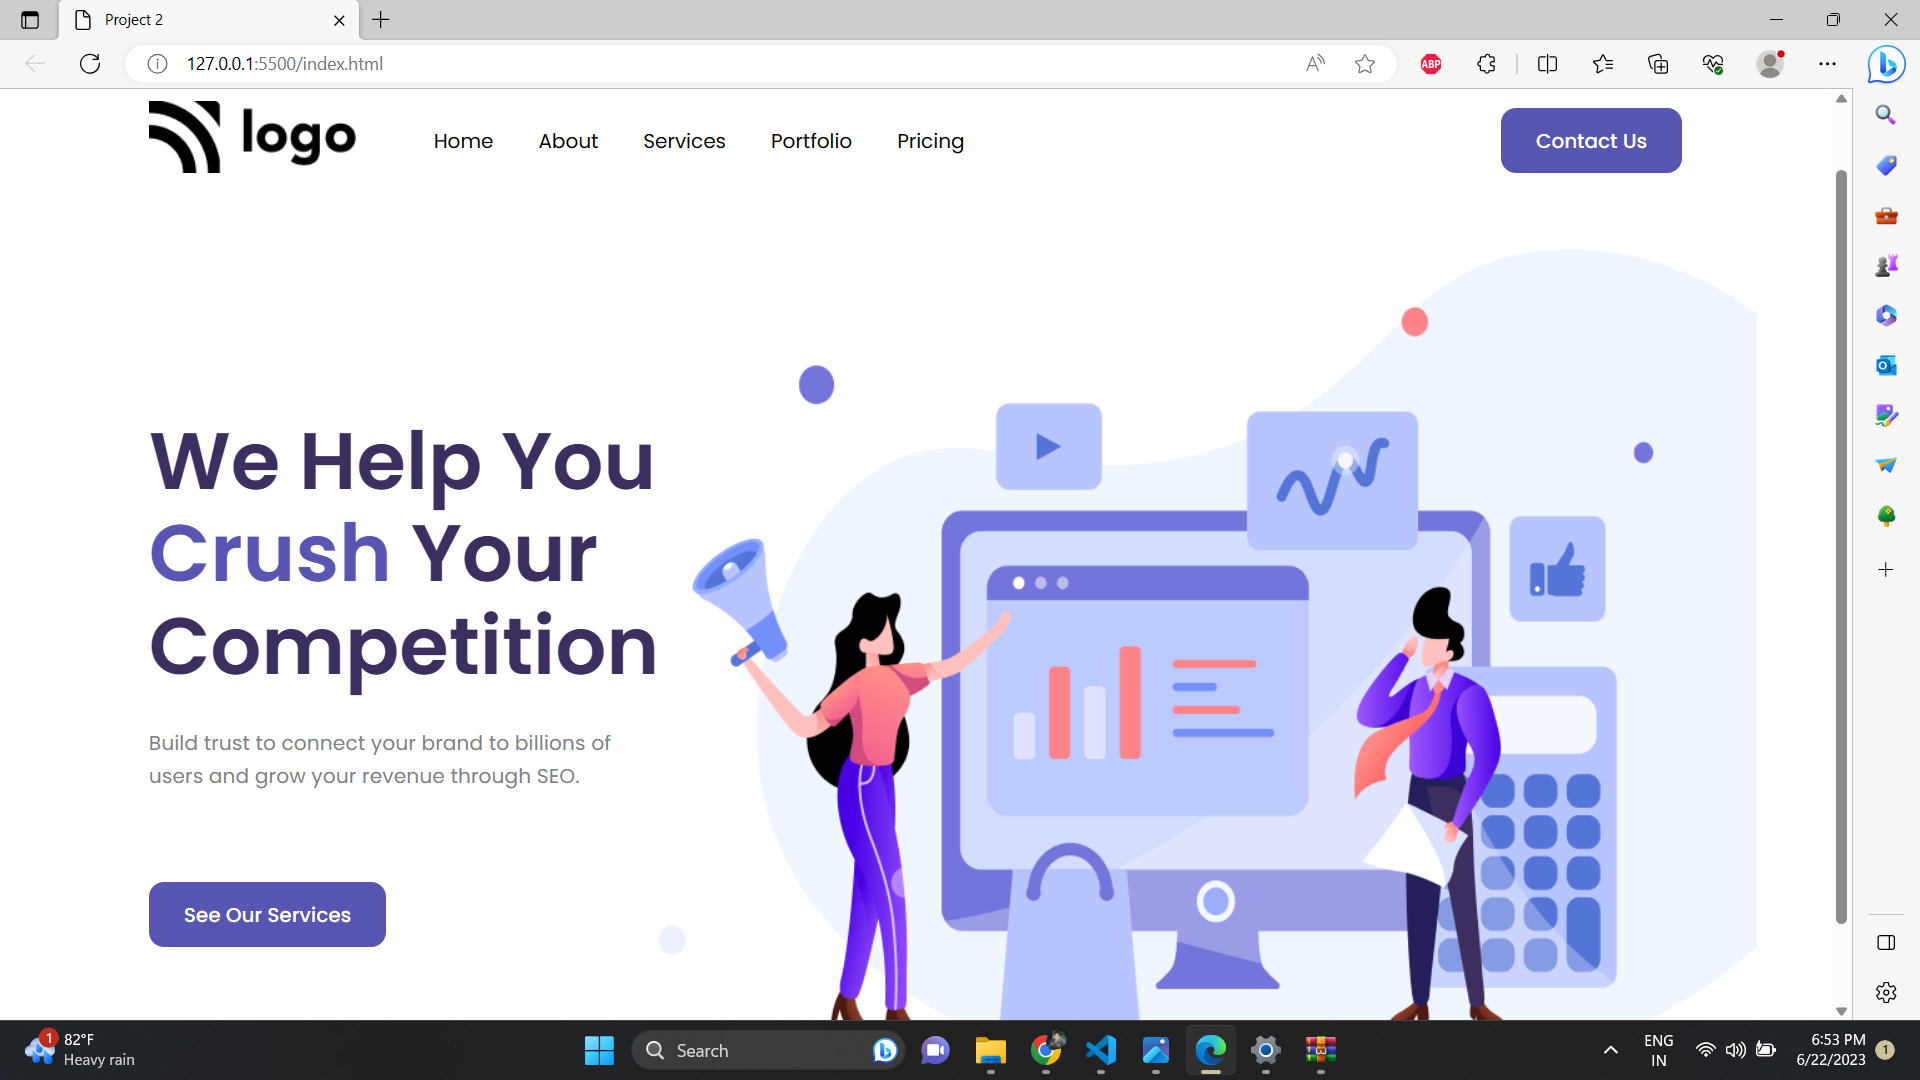 Project 2
127.0.0.1:5500/index.html
ABP
logo
Home
About
Services
Portfolio
Pricing
Contact Us
We Help You
Crush Your
Competition
Build trust to connect your brand to billions of
users and grow your revenue through SEO.
See Our Services
1
82°F
Heavy rain
Search
ENG
IN
6:53 PM
6/22/2023
1